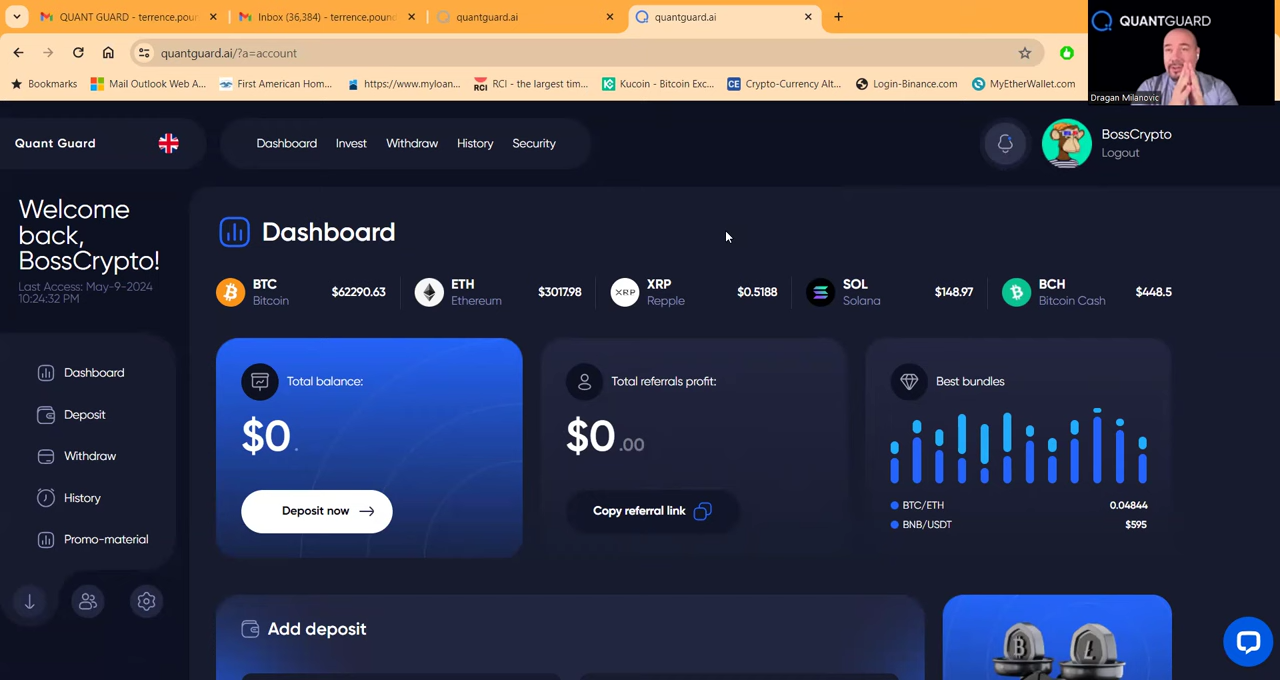 QUANT GUARD - terrence.poun
Inbox (36,384) - terrence.pound
quantguard.ai
quantguard.ai
quantguard.ai/?a=account
Bookmarks
Mail Outlook Web A...
First American Hom...
https://www.myloan...
RCI
RCI - the largest tim...
Kucoin - Bitcoin Exc...
CE
Crypto-Currency Alt...
Login-Binance.com
MyEtherWallet.com
QUANTGUARD
Dragan Milanovic
Quant Guard
Dashboard
Invest
Withdraw
History
Security
BossCrypto
Logout
Welcome
back,
BossCrypto!
Last Access: May-9-2024
10:24:32 PM
Dashboard
Deposit
Withdraw
History
Promo-material
Dashboard
BTC
Bitcoin
$62290.63
ETH
Ethereum
$3017.98
XRP
XRP
Repple
$0.5188
SOL
Solana
$148.97
BCH
Bitcoin Cash
$448.5
Total balance:
$0.
Deposit now
Total referrals profit:
$0.00
Copy referral link
Best bundles
BTC/ETH
0.04844
BNB/USDT
$595
Add deposit